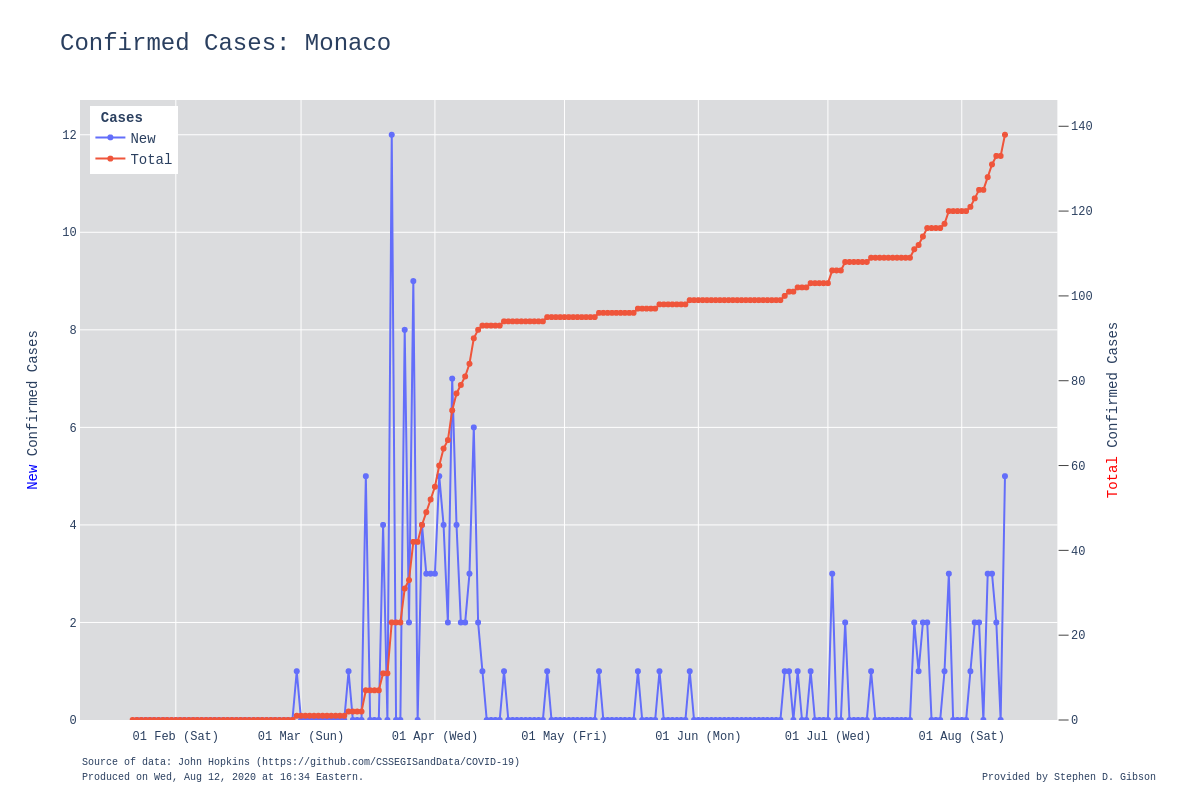 Confirmed Cases: Monaco
Cases
New
Total
12
10
8
6
4
2
0
140
120
100
80
60
40
20
0
New Confirmed Cases
Total Confirmed Cases
01 Feb (Sat)
01 Mar (Sun)
01 Apr (Wed)
01 May (Fri)
01 Jun (Mon)
01 Jul (Wed)
01 Aug (Sat)
Source of data: John Hopkins (https://github.com/CSSEGISandData/COVID-19)
Produced on Wed, Aug 12, 2020 at 16:34 Eastern.
Provided by Stephen D. Gibson